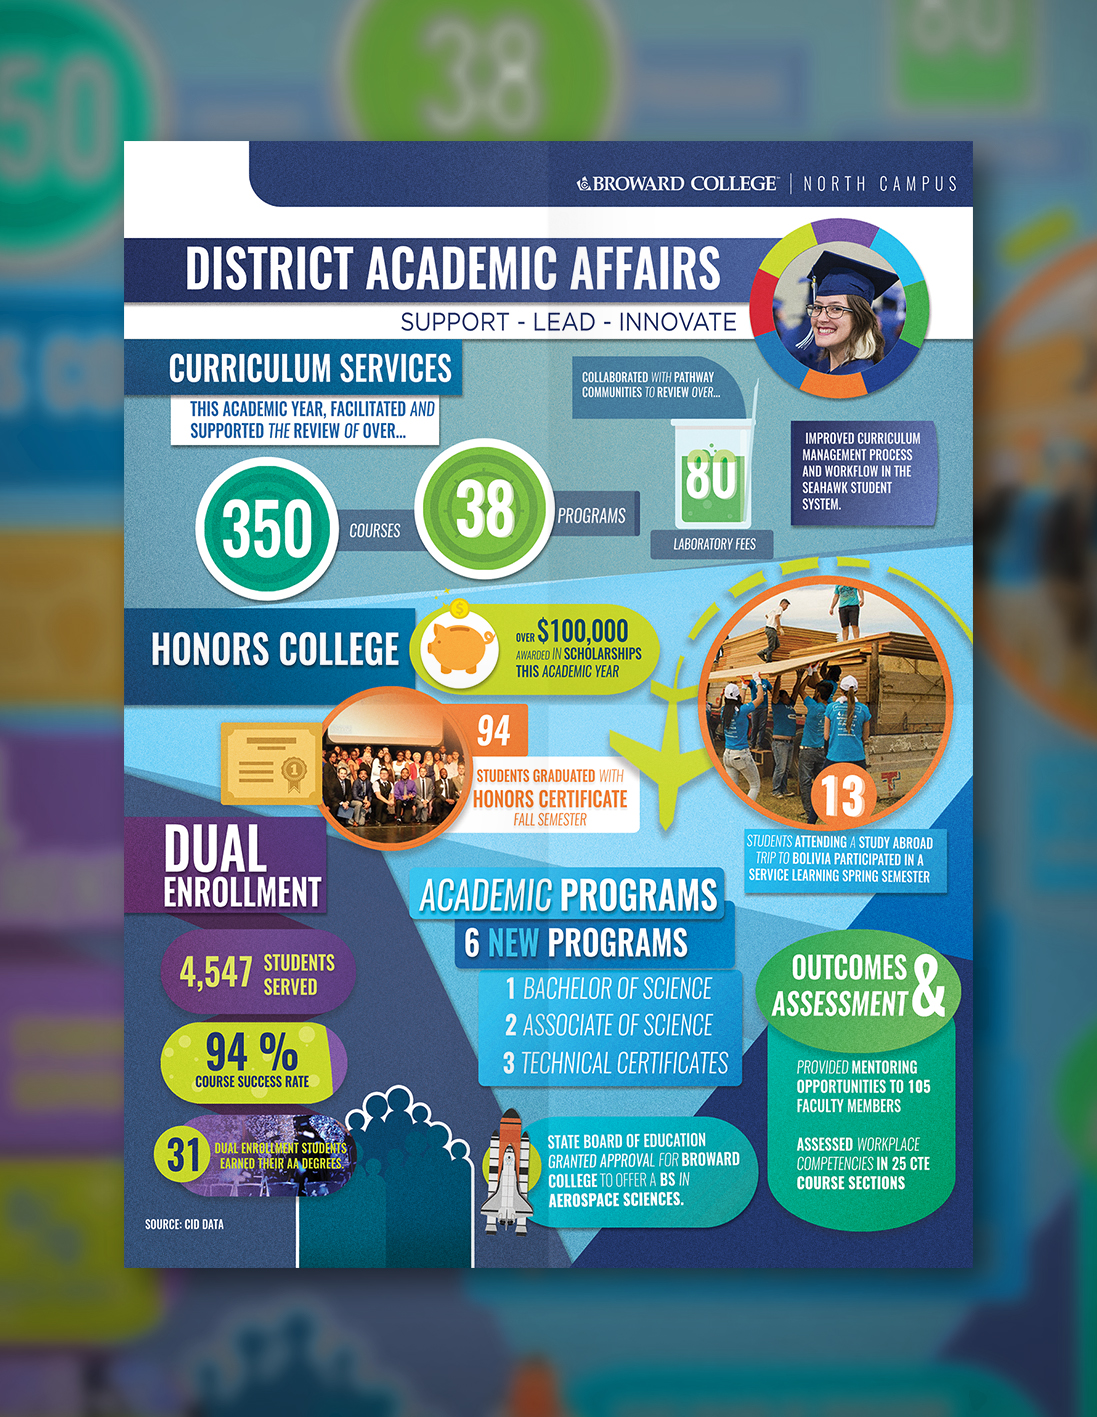 50
38
80
BROWARD COLLEGE | NORTH CAMPUS
DISTRICT ACADEMIC AFFAIRS
SUPPORT - LEAD - INNOVATE
CURRICULUM SERVICES
THIS ACADEMIC YEAR, FACILITATED AND
SUPPORTED THE REVIEW OF OVER...
350
COURSES
38
PROGRAMS
COLLABORATED WITH PATHWAY
COMMUNITIES TO REVIEW OVER...
80
LABORATORY FEES
IMPROVED CURRICULUM
MANAGEMENT PROCESS
AND WORKFLOW IN THE
SEAHAWK STUDENT
SYSTEM.
HONORS COLLEGE
$
OVER $100,000
AWARDED IN SCHOLARSHIPS
THIS ACADEMIC YEAR
1
94
STUDENTS GRADUATED WITH
HONORS CERTIFICATE
FALL SEMESTER
13
STUDENTS ATTENDING A STUDY ABROAD
TRIP TO BOLIVIA PARTICIPATED IN A
SERVICE LEARNING SPRING SEMESTER
DUAL
ENROLLMENT
4,547 STUDENTS
SERVED
94 %
COURSE SUCCESS RATE
31
DUAL ENROLLMENT STUDENTS
EARNED THEIR AA DEGREES.
SOURCE: CID DATA
ACADEMIC PROGRAMS
6 NEW PROGRAMS
1 BACHELOR OF SCIENCE
2 ASSOCIATE OF SCIENCE
3 TECHNICAL CERTIFICATES
STATE BOARD OF EDUCATION
GRANTED APPROVAL FOR BROWARD
COLLEGE TO OFFER A BS IN
AEROSPACE SCIENCES.
OUTCOMES &
ASSESSMENT
PROVIDED MENTORING
OPPORTUNITIES TO 105
FACULTY MEMBERS
ASSESSED WORKPLACE
COMPETENCIES IN 25 CTE
COURSE SECTIONS